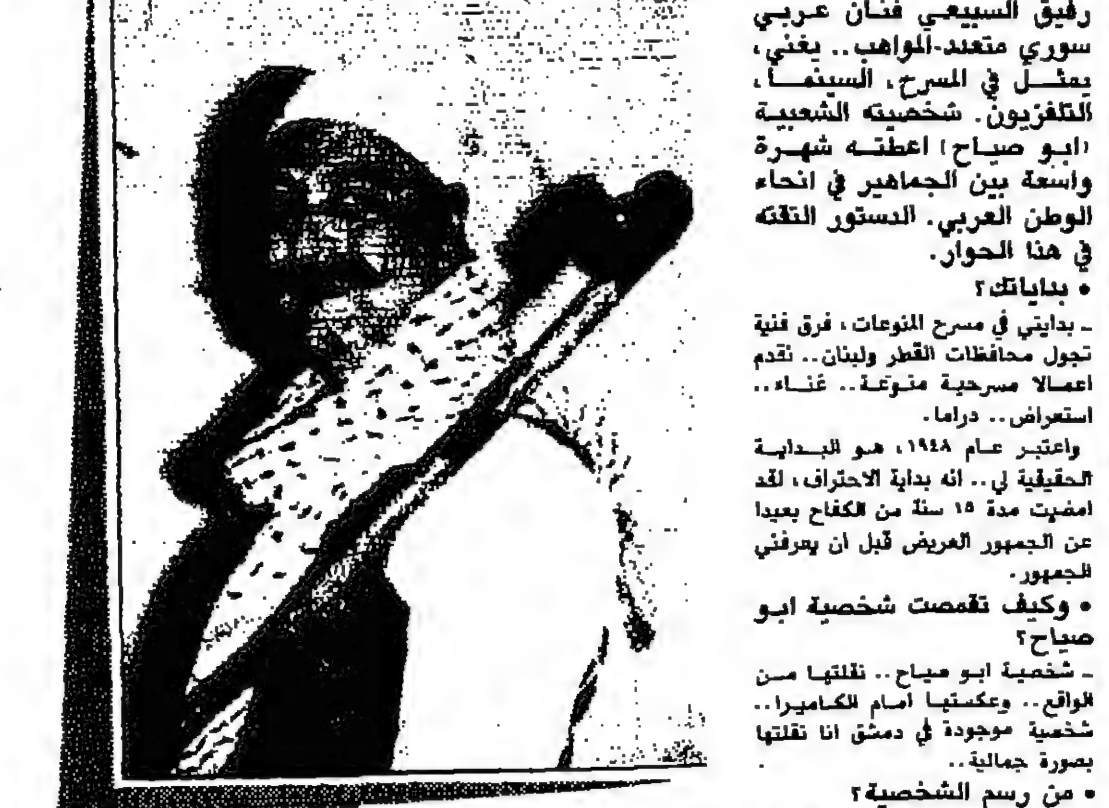 رفيق السبيعي فنان عربي
سوري متعدد المواهب.. يغني،
يمثل في المسرح، السينما،
التلفزيون. شخصيته الشعبية
(ابو صياح) اعطته شهرة
واسعة بين الجماهير في انحاء
الوطن العربي. الدستور التقته
في هذا الحوار.
• بداياتك؟
ـ بدايتي في مسرح المنوعات، فرق فنية
تجول محافظات القطر ولبنان.. نقدم
اعمالا مسرحية منوعة.. غناء..
استعراض.. دراما.
واعتبر عام ١٩٤٨، هو البداية
الحقيقية لي.. انه بداية الاحتراف، لقد
امضيت مدة ١٥ سنة من الكفاح بعيدا
عن الجمهور العريض قبل ان يعرفني
الجمهور.
• وكيف تقمصت شخصية ابو
صياح؟
ـ شخصية ابو صياح.. نقلتها من
الواقع.. وعكستها أمام الكاميرا..
شخصية موجودة في دمشق انا نقلتها
بصورة جمالية..
• من رسم الشخصية؟